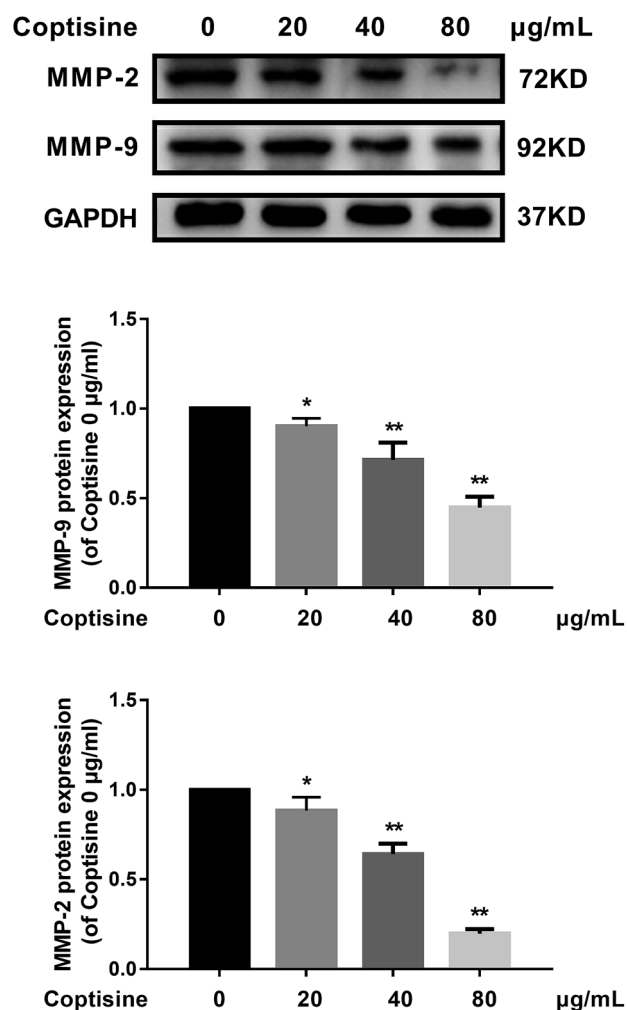 Coptisine 0 20 40 80 µg/mL
MMP-2 72KD
MMP-9 92KD
GAPDH 37KD
MMP-9 protein expression
(of Coptisine 0 µg/ml)
1.5
1.0
0.5
0.0
*
**
**
Coptisine 0 20 40 80 µg/mL
MMP-2 protein expression
(of Coptisine 0 µg/ml)
1.5
1.0
0.5
0.0
*
**
**
Coptisine 0 20 40 80 µg/mL